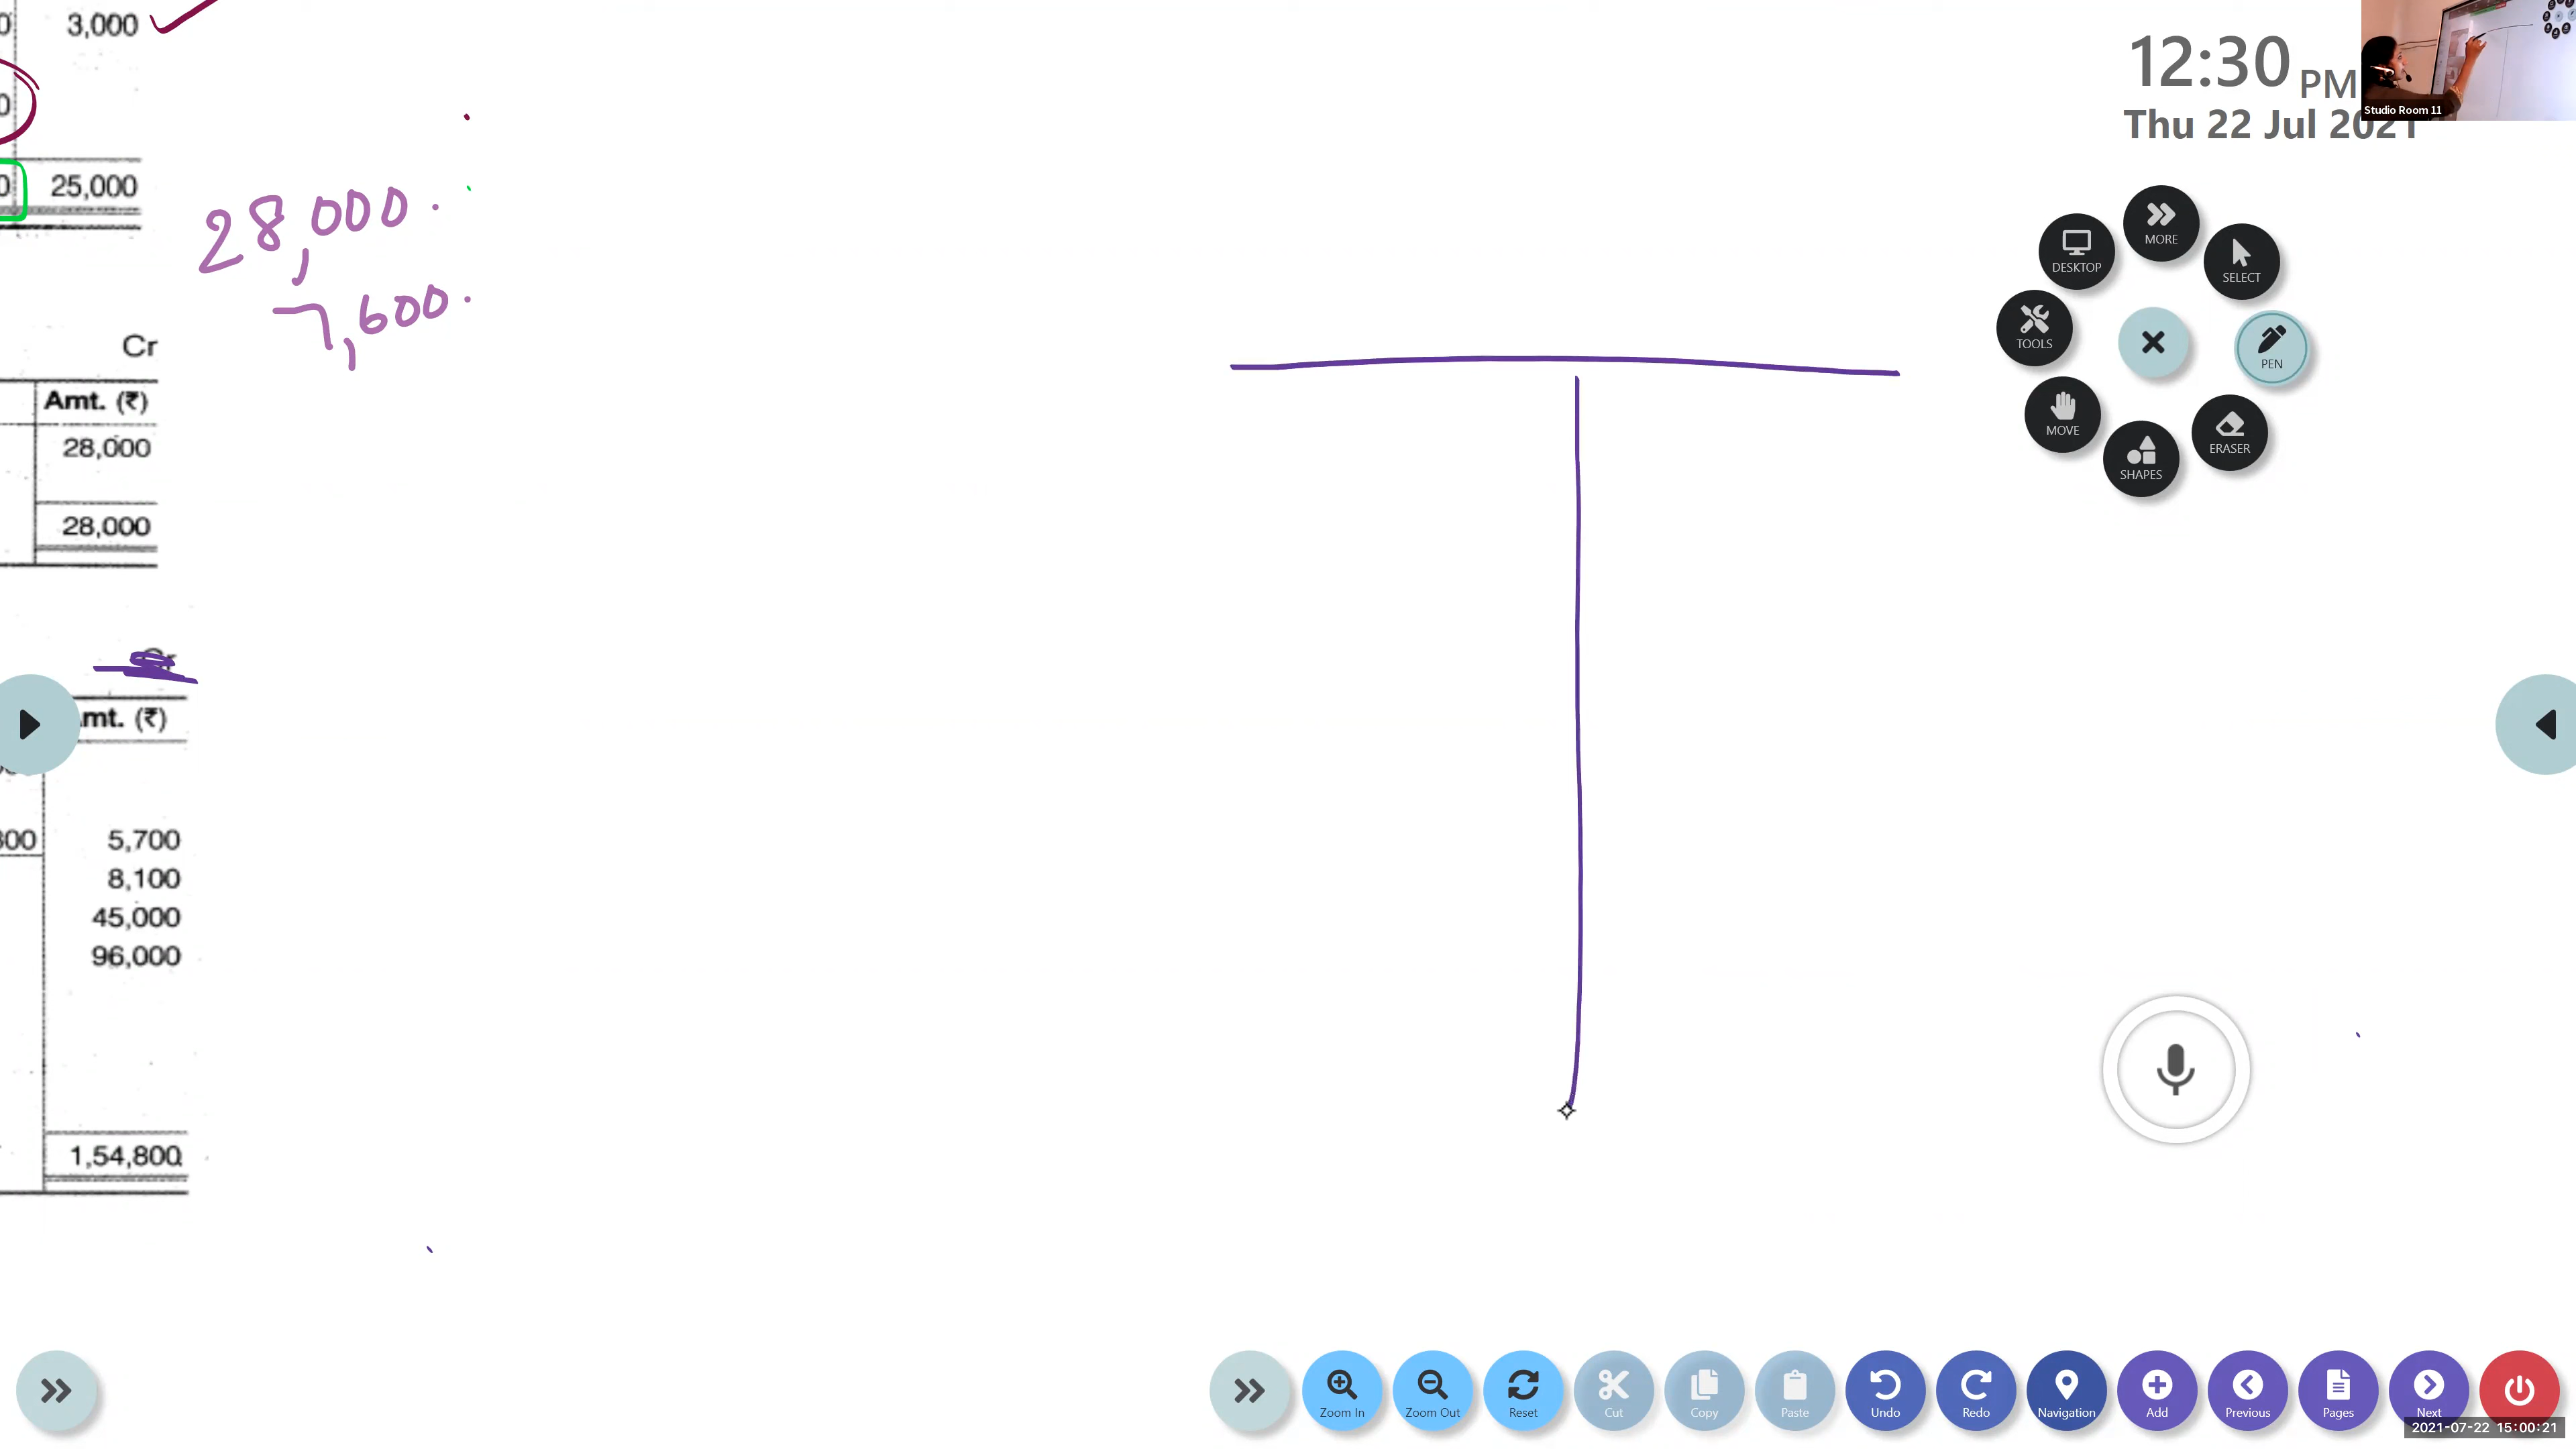 3,000
25,000
28,000.
7,600.
Cr
Amt. (₹)
28,000
28,000
mt. (₹)
300 5,700
8,100
45,000
96,000
1,54,800
12:30 PM
Thu 22 Jul 2021
Studio Room 11
MORE
DESKTOP
SELECT
TOOLS
PEN
MOVE
ERASER
SHAPES
Zoom In Zoom Out Reset Cut Copy Paste Undo Redo Navigation Add Previous Pages Next
2021-07-22 15:00:21